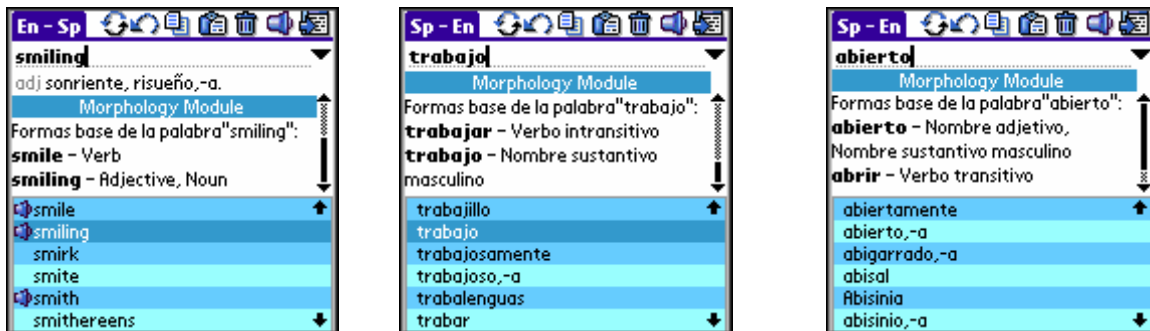 En - Sp
smiling
adj sonriente, risueño,-a.
Morphology Module
Formas base de la palabra"smiling":
smile - Verb
smiling - Adjective, Noun
smile
smiling
smirk
smite
smith
smithereens
Sp - En
trabajo
Morphology Module
Formas base de la palabra"trabajo":
trabajar - Verbo intransitivo
trabajo - Nombre sustantivo
masculino
trabajillo
trabajo
trabajosamente
trabajoso,-a
trabalenguas
trabar
Sp - En
abierto
Morphology Module
Formas base de la palabra"abierto":
abierto - Nombre adjetivo,
Nombre sustantivo masculino
abrir - Verbo transitivo
abiertamente
abierto,-a
abigarrado,-a
abisal
Abisinia
abisinio,-a